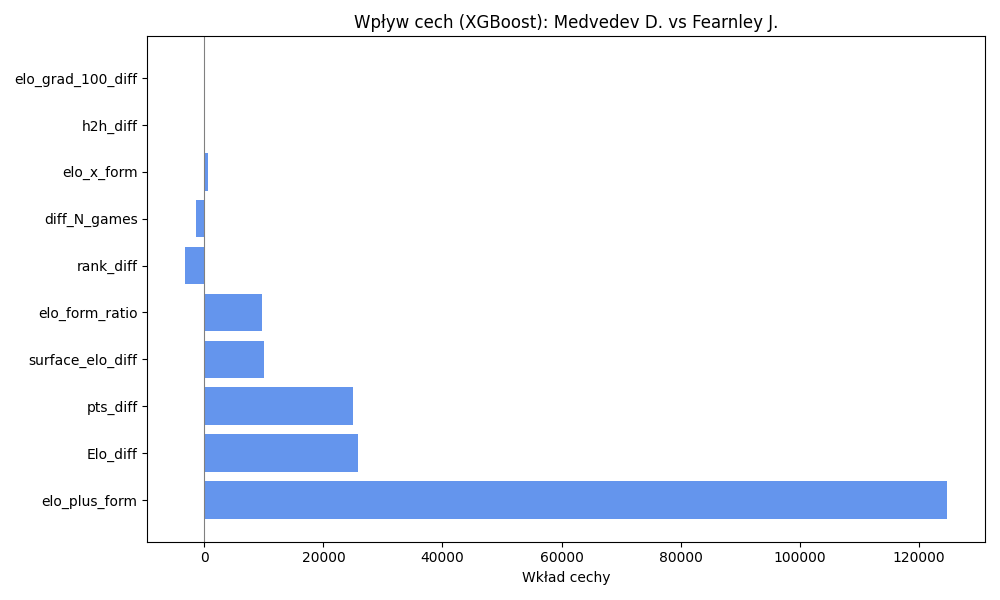 Wpływ cech (XGBoost): Medvedev D. vs Fearnley J.
elo_grad_100_diff
h2h_diff
elo_x_form
diff_N_games
rank_diff
elo_form_ratio
surface_elo_diff
pts_diff
Elo_diff
elo_plus_form
0 20000 40000 60000 80000 100000 120000
Wkład cechy